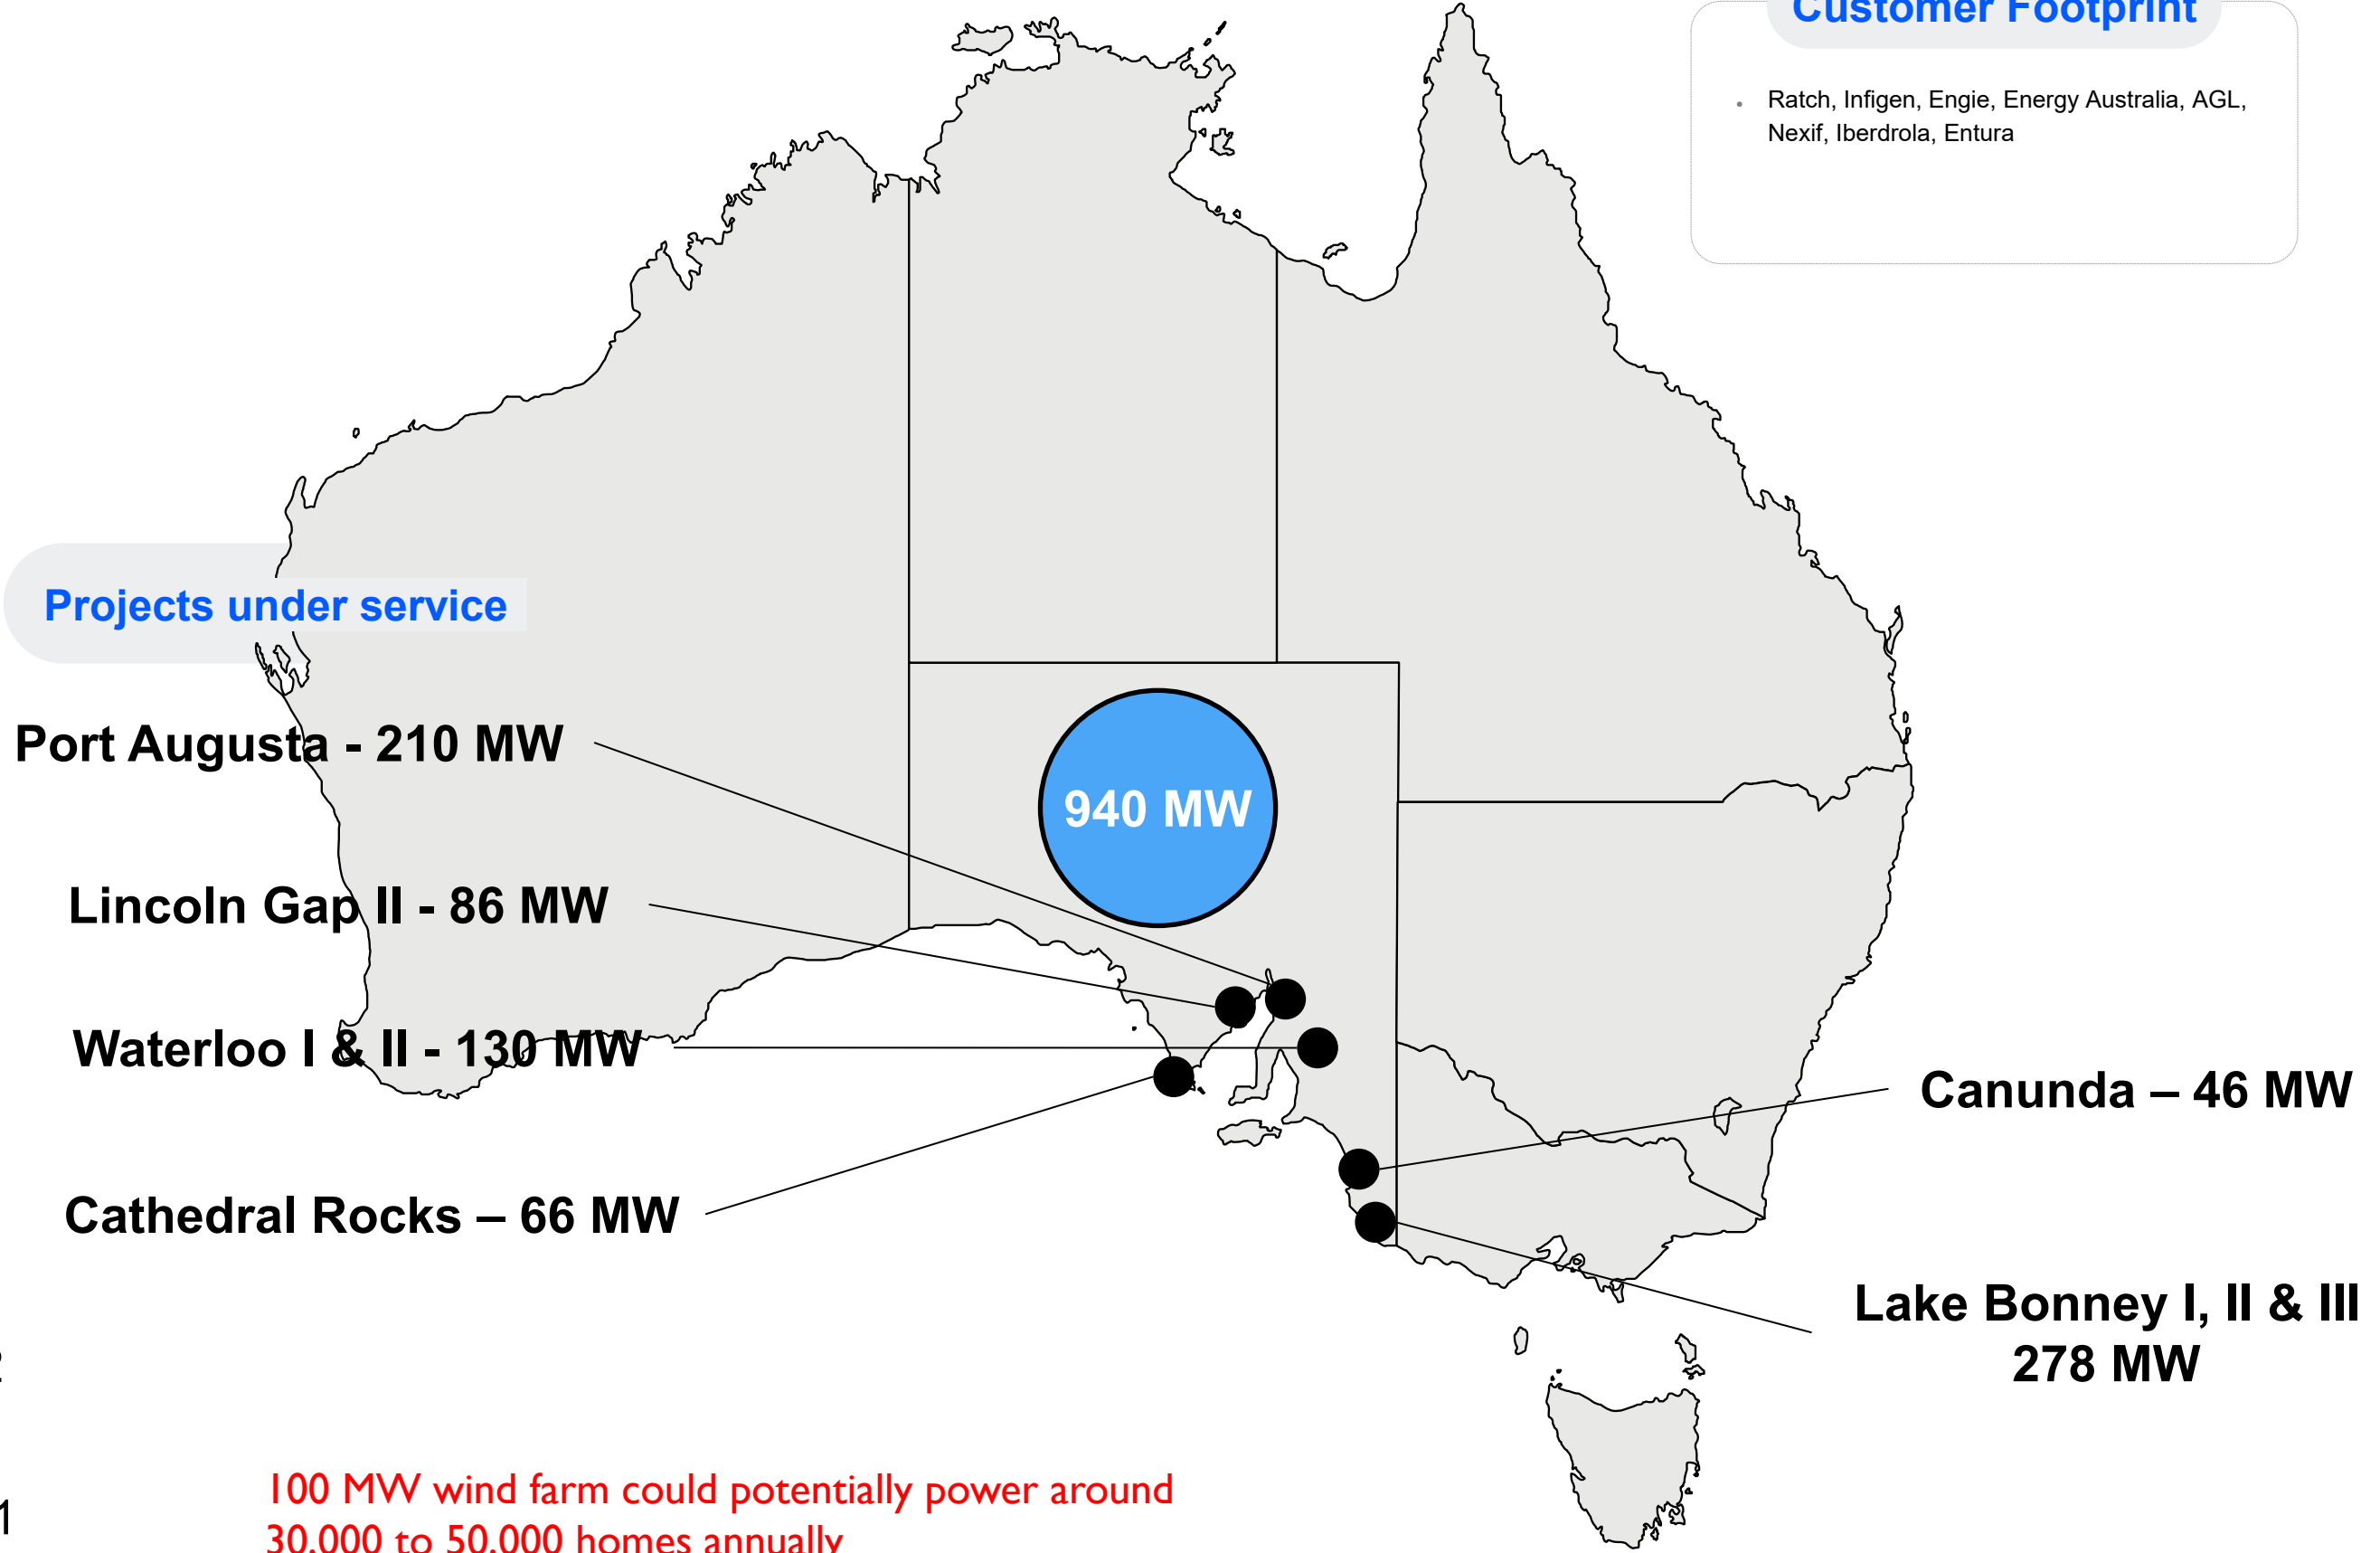 Customer Footprint
• Ratch, Infigen, Engie, Energy Australia, AGL,
Nexif, Iberdrola, Entura
Projects under service
Port Augusta - 210 MW
940 MW
Lincoln Gap II - 86 MW
Waterloo I & II - 130 MW
Canunda – 46 MW
Cathedral Rocks – 66 MW
Lake Bonney I, II & III
278 MW
1
100 MW wind farm could potentially power around
30,000 to 50,000 homes annually